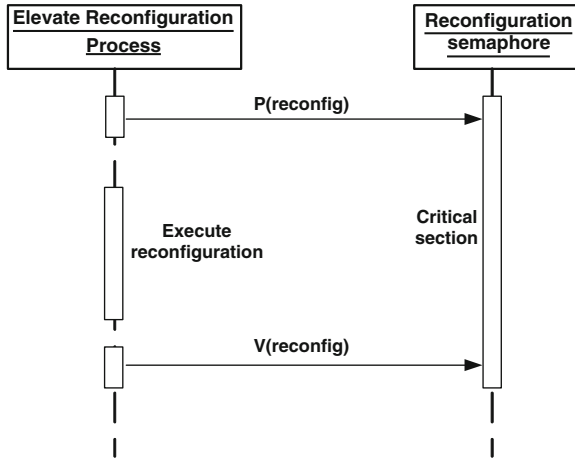 Elevate Reconfiguration
Process
Reconfiguration
semaphore
P(reconfig)
Execute
reconfiguration
Critical
section
V(reconfig)